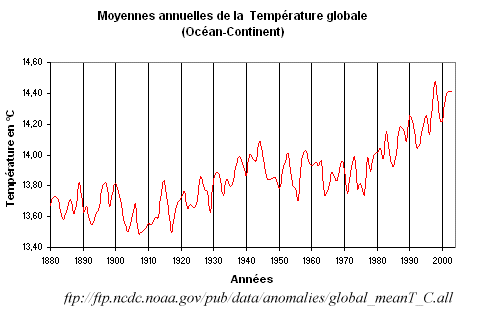 Moyennes annuelles de la Température globale
(Océan-Continent)
Température en °C
14,60
14,40
14,20
14,00
13,80
13,60
13,40
1880 1890 1900 1910 1920 1930 1940 1950 1960 1970 1980 1990 2000
Années
ftp://ftp.ncdc.noaa.gov/pub/data/anomalies/global_meanT_C.all